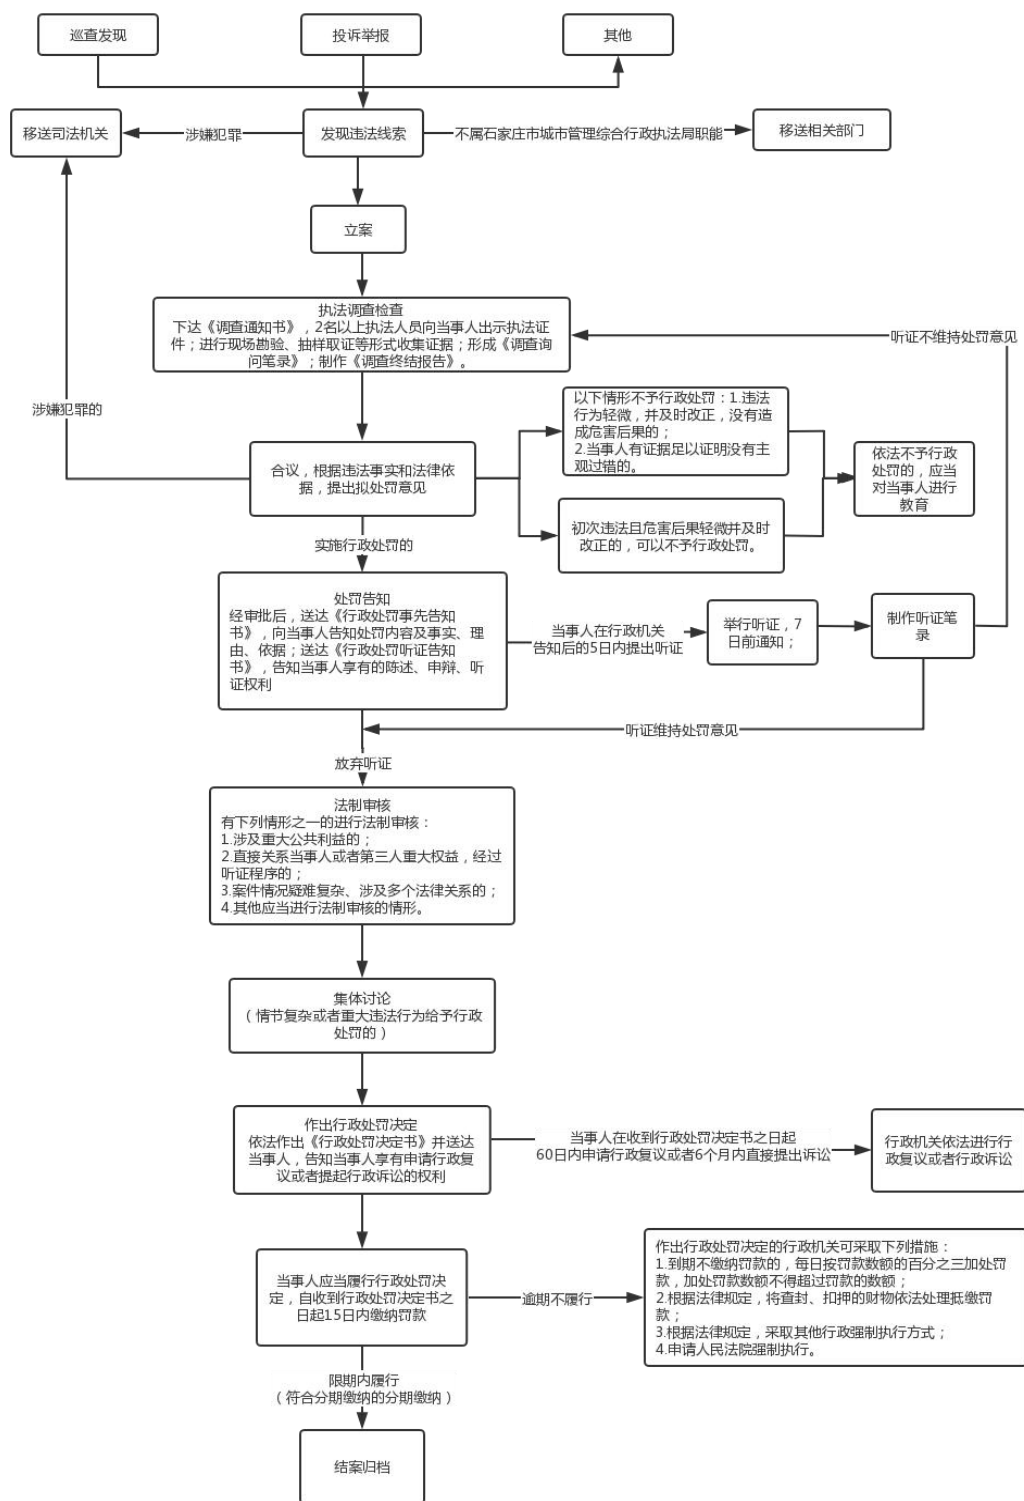 巡查发现
投诉举报
其他
移送司法机关
涉嫌犯罪
发现违法线索
不属石家庄市城市管理综合行政执法局职能
移送相关部门
立案
执法调查检查
下达《调查通知书》，2名以上执法人员向当事人出示执法证
件；进行现场勘验、抽样取证等形式收集证据；形成《调查询
问笔录》；制作《调查终结报告》。
听证不维持处罚意见
涉嫌犯罪的
合议，根据违法事实和法律依
据，提出拟处罚意见
以下情形不予行政处罚：1.违法
行为轻微，并及时改正，没有造
成危害后果的；
2.当事人有证据足以证明没有主
观过错的。
初次违法且危害后果轻微并及时
改正的，可以不予行政处罚。
依法不予行政
处罚的，应当
对当事人进行
教育
实施行政处罚的
处罚告知
经审批后，送达《行政处罚事先告知
书》，向当事人告知处罚内容及事实、理
由、依据；送达《行政处罚听证告知
书》，告知当事人享有的陈述、申辩、听
证权利
当事人在行政机关
告知后的5日内提出听证
举行听证，7
日前通知；
制作听证笔
录
听证维持处罚意见
放弃听证
法制审核
有下列情形之一的进行法制审核：
1.涉及重大公共利益的；
2.直接关系当事人或者第三人重大权益，经过
听证程序的；
3.案件情况疑难复杂、涉及多个法律关系的；
4.其他应当进行法制审核的情形。
集体讨论
（情节复杂或者重大违法行为给予行政
处罚的）
作出行政处罚决定
依法作出《行政处罚决定书》并送达
当事人，告知当事人享有申请行政复
议或者提起行政诉讼的权利
当事人在收到行政处罚决定书之日起
60日内申请行政复议或者6个月内直接提出诉讼
行政机关依法进行行
政复议或者行政诉讼
当事人应当履行行政处罚决
定，自收到行政处罚决定书之
日起15日内缴纳罚款
逾期不履行
作出行政处罚决定的行政机关可采取下列措施：
1.到期不缴纳罚款的，每日按罚款数额的百分之三加处罚
款，加处罚款数额不得超过罚款的数额；
2.根据法律规定，将查封、扣押的财物依法处理抵缴罚
款；
3.根据法律规定，采取其他行政强制执行方式；
4.申请人民法院强制执行。
限期内履行
（符合分期缴纳的分期缴纳）
结案归档